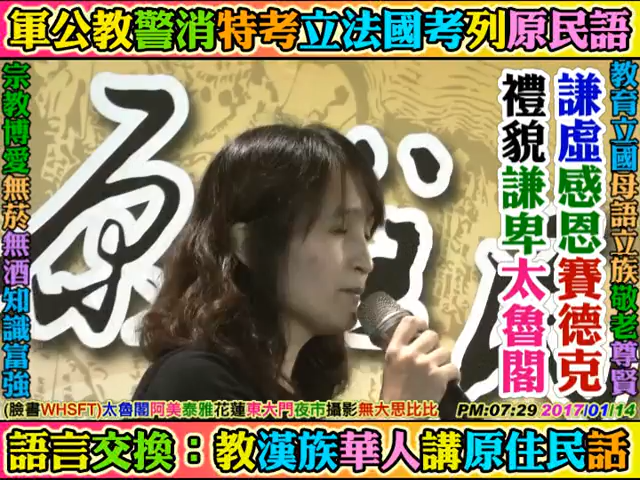 軍公教警消特考立法國考列原民語
宗教博愛無菸無酒知識富強
教育立國母語立族敬老尊賢
謙虛感恩賽德克
禮貌謙卑太魯閣
原
(臉書WHSFT)太魯閣阿美泰雅花蓮東大門夜市攝影無大思比比
PM:07:29 2017/01/14
語言交換：教漢族華人講原住民話